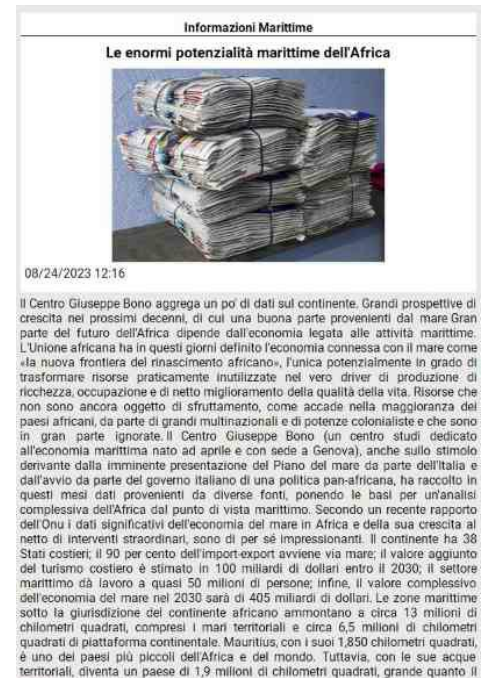 Informazioni Marittime
Le enormi potenzialità marittime dell'Africa
08/24/2023 12:16
Il Centro Giuseppe Bono aggrega un po' di dati sul continente. Grandi prospettive di
crescita nei prossimi decenni, di cui una buona parte provenienti dal mare Gran
parte del futuro dell'Africa dipende dall'economia legata alle attività marittime.
L'Unione africana ha in questi giorni definito l'economia connessa con il mare come
«la nuova frontiera del rinascimento africano», l'unica potenzialmente in grado di
trasformare risorse praticamente inutilizzate nel vero driver di produzione di
ricchezza, occupazione e di netto miglioramento della qualità della vita. Risorse che
non sono ancora oggetto di sfruttamento, come accade nella maggioranza dei
paesi africani, da parte di grandi multinazionali e di potenze colonialiste e che sono
in gran parte ignorate. Il Centro Giuseppe Bono (un centro studi dedicato
all'economia marittima nato ad aprile e con sede a Genova), anche sullo stimolo
derivante dalla imminente presentazione del Piano del mare da parte dell'Italia e
dall'avvio da parte del governo italiano di una politica pan-africana, ha raccolto in
questi mesi dati provenienti da diverse fonti, ponendo le basi per un'analisi
complessiva dell'Africa dal punto di vista marittimo. Secondo un recente rapporto
dell'Onu i dati significativi dell'economia del mare in Africa e della sua crescita al
netto di interventi straordinari, sono di per sé impressionanti. Il continente ha 38
Stati costieri; il 90 per cento dell'import-export avviene via mare; il valore aggiunto
del turismo costiero è stimato in 100 miliardi di dollari entro il 2030; il settore
marittimo dà lavoro a quasi 50 milioni di persone; infine, il valore complessivo
dell'economia del mare nel 2030 sarà di 405 miliardi di dollari. Le zone marittime
sotto la giurisdizione del continente africano ammontano a circa 13 milioni di
chilometri quadrati, compresi i mari territoriali e circa 6,5 milioni di chilometri
quadrati di piattaforma continentale. Mauritius, con i suoi 1,850 chilometri quadrati,
è uno dei paesi più piccoli dell'Africa e del mondo. Tuttavia, con le sue acque
territoriali, diventa un paese di 1,9 milioni di chilometri quadrati, grande quanto il